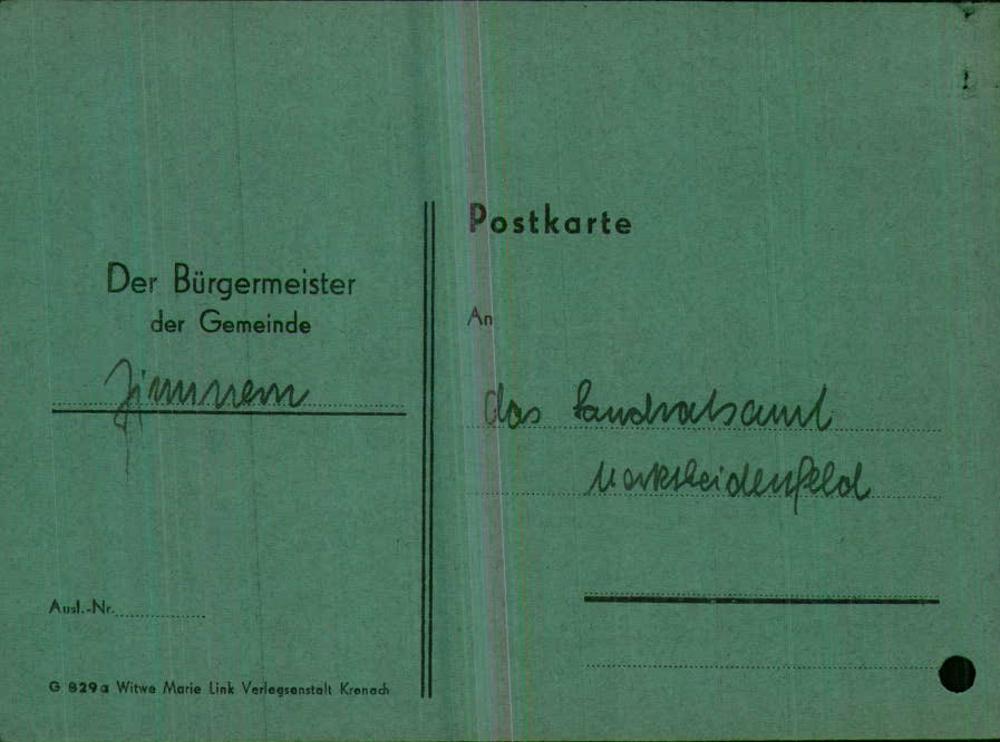 Der Bürgermeister
der Gemeinde
Zimmern
Ausl.-Nr.
G 829a Witwe Marie Link Verlagsanstalt Kronach
Postkarte
An
das Landratsamt
Marktheidenfeld